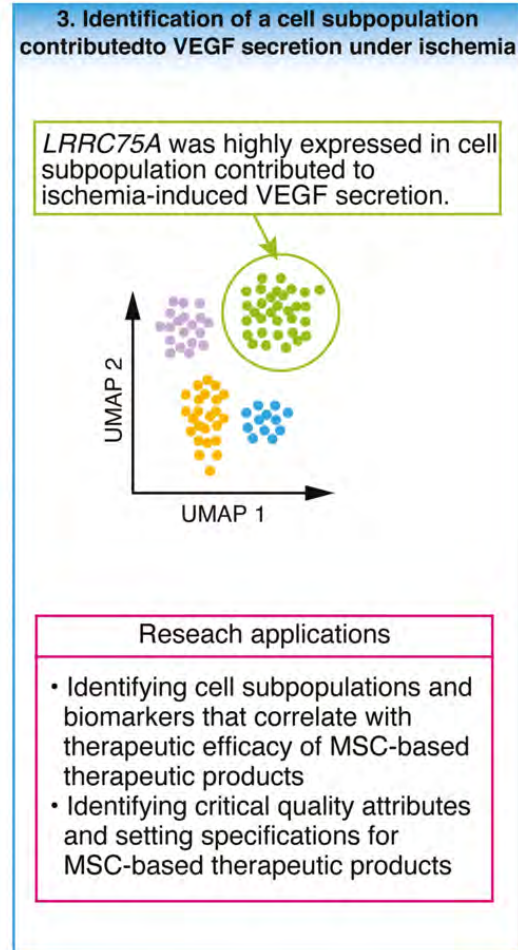 3. Identification of a cell subpopulation
contributedto VEGF secretion under ischemia
LRRC75A was highly expressed in cell
subpopulation contributed to
ischemia-induced VEGF secretion.
UMAP 2
UMAP 1
Reseach applications
• Identifying cell subpopulations and
biomarkers that correlate with
therapeutic efficacy of MSC-based
therapeutic products
• Identifying critical quality attributes
and setting specifications for
MSC-based therapeutic products